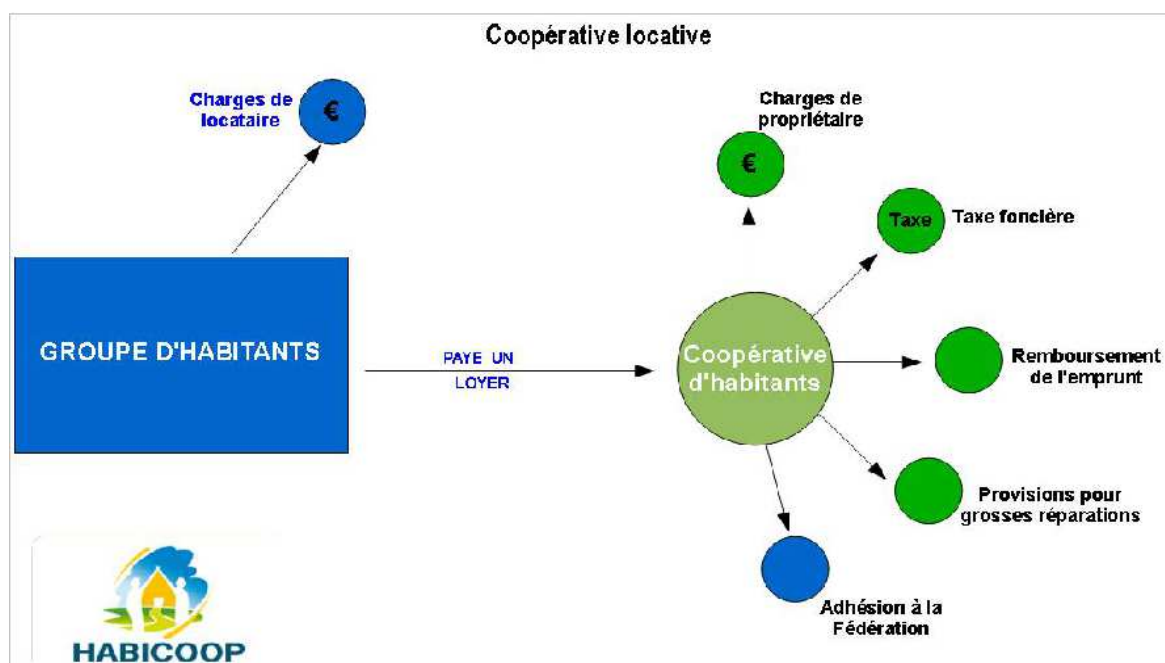 Coopérative locative
Charges de
locataire
€
Charges de
propriétaire
€
Taxe
Taxe foncière
GROUPE D'HABITANTS
PAYE UN
LOYER
Coopérative
d'habitants
Remboursement
de l'emprunt
Provisions pour
grosses réparations
Adhésion à la
Fédération
HABICOOP